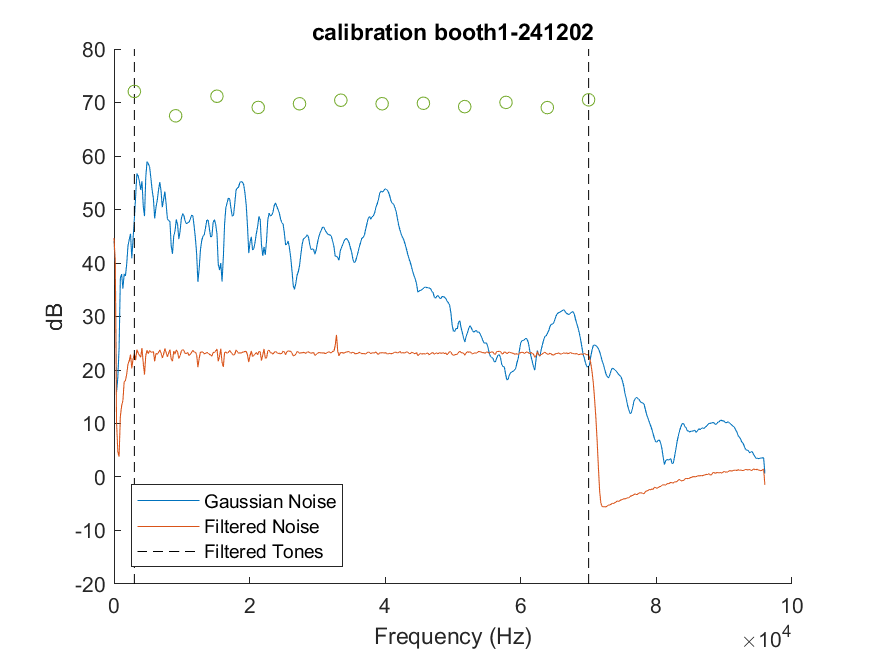 calibration booth1-241202
80
70
60
50
40
30
20
10
0
-10
-20
dB
Gaussian Noise
Filtered Noise
Filtered Tones
0 2 4 6 8 10
Frequency (Hz)
×10⁴